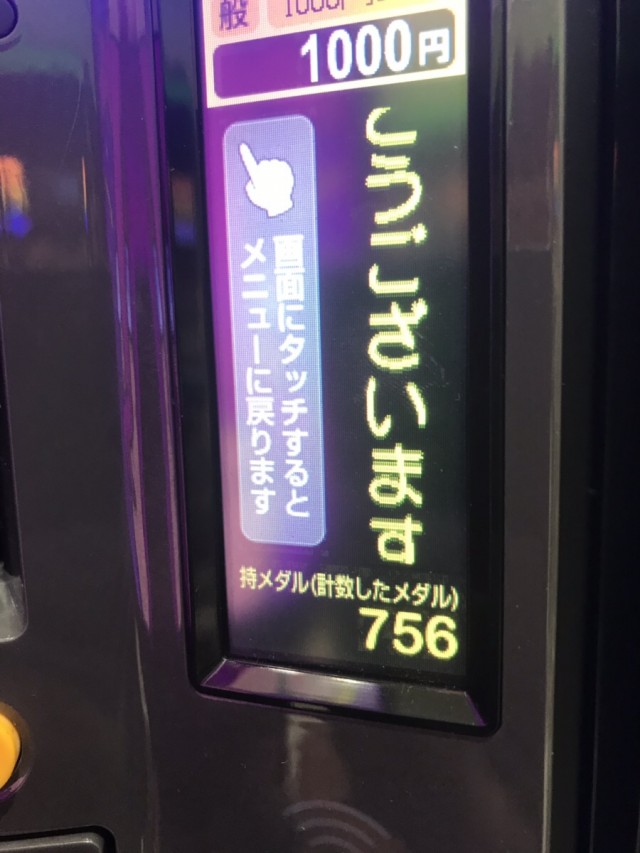 般
1000円
こうございます
画面にタッチすると
メニューに戻ります
持メダル(計数したメダル)
756